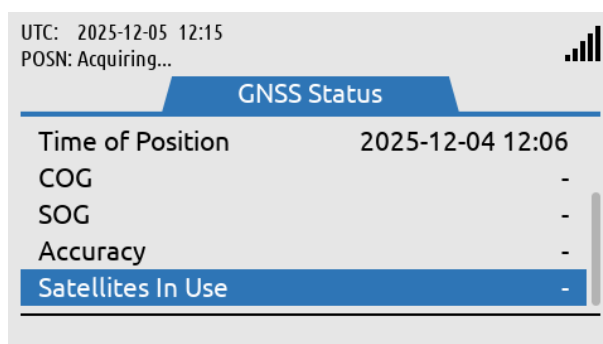 UTC: 2025-12-05 12:15
POSN: Acquiring...
GNSS Status
Time of Position 2025-12-04 12:06
COG -
SOG -
Accuracy -
Satellites In Use -